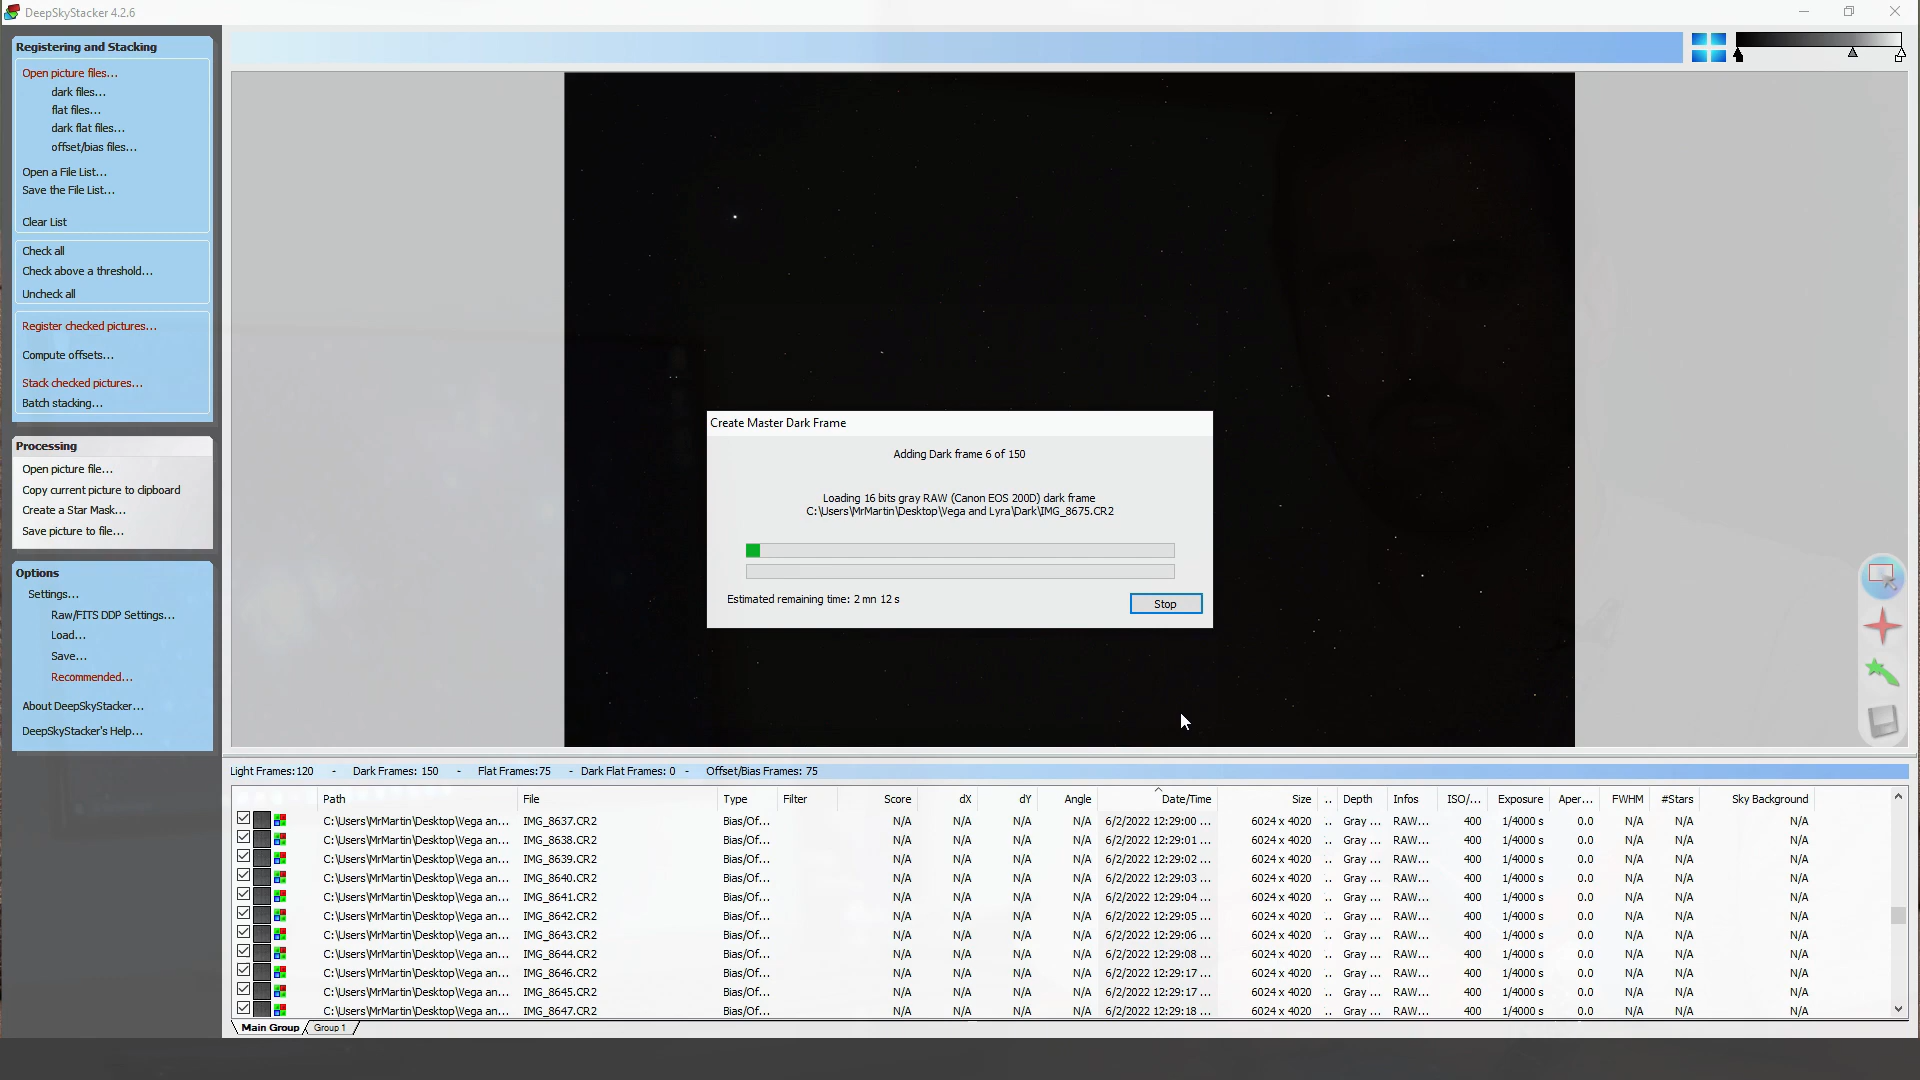 DeepSkyStacker 4.2.6
Registering and Stacking
Open picture files...
dark files...
flat files...
dark flat files...
offset/bias files...
Open a File List...
Save the File List...
Clear List
Check all
Check above a threshold...
Uncheck all
Register checked pictures...
Compute offsets...
Stack checked pictures...
Batch stacking...
Processing
Open picture file...
Copy current picture to clipboard
Create a Star Mask...
Save picture to file...
Options
Settings...
Raw/FITS DDP Settings...
Load...
Save...
Recommended...
About DeepSkyStacker...
DeepSkyStacker's Help...
Create Master Dark Frame
Adding Dark frame 6 of 150
Loading 16 bits gray RAW (Canon EOS 200D) dark frame
C:\Users\MrMartin\Desktop\Vega and Lyra\Dark\IMG_8675.CR2
Estimated remaining time: 2 mn 12 s
Stop
Light Frames:120 - Dark Frames: 150 - Flat Frames:75 - Dark Flat Frames: 0 - Offset/Bias Frames: 75
Path File Type Filter Score dX dY Angle Date/Time Size .. Depth Infos ISO/... Exposure Aper... FWHM #Stars Sky Background
C:\Users\MrMartin\Desktop\Vega an... IMG_8637.CR2 Bias/Of... N/A N/A N/A N/A 6/2/2022 12:29:00 ... 6024 x 4020 .. Gray ... RAW... 400 1/4000 s 0.0 N/A N/A N/A
C:\Users\MrMartin\Desktop\Vega an... IMG_8638.CR2 Bias/Of... N/A N/A N/A N/A 6/2/2022 12:29:01 ... 6024 x 4020 .. Gray ... RAW... 400 1/4000 s 0.0 N/A N/A N/A
C:\Users\MrMartin\Desktop\Vega an... IMG_8639.CR2 Bias/Of... N/A N/A N/A N/A 6/2/2022 12:29:02 ... 6024 x 4020 .. Gray ... RAW... 400 1/4000 s 0.0 N/A N/A N/A
C:\Users\MrMartin\Desktop\Vega an... IMG_8640.CR2 Bias/Of... N/A N/A N/A N/A 6/2/2022 12:29:03 ... 6024 x 4020 .. Gray ... RAW... 400 1/4000 s 0.0 N/A N/A N/A
C:\Users\MrMartin\Desktop\Vega an... IMG_8641.CR2 Bias/Of... N/A N/A N/A N/A 6/2/2022 12:29:04 ... 6024 x 4020 .. Gray ... RAW... 400 1/4000 s 0.0 N/A N/A N/A
C:\Users\MrMartin\Desktop\Vega an... IMG_8642.CR2 Bias/Of... N/A N/A N/A N/A 6/2/2022 12:29:05 ... 6024 x 4020 .. Gray ... RAW... 400 1/4000 s 0.0 N/A N/A N/A
C:\Users\MrMartin\Desktop\Vega an... IMG_8643.CR2 Bias/Of... N/A N/A N/A N/A 6/2/2022 12:29:06 ... 6024 x 4020 .. Gray ... RAW... 400 1/4000 s 0.0 N/A N/A N/A
C:\Users\MrMartin\Desktop\Vega an... IMG_8644.CR2 Bias/Of... N/A N/A N/A N/A 6/2/2022 12:29:08 ... 6024 x 4020 .. Gray ... RAW... 400 1/4000 s 0.0 N/A N/A N/A
C:\Users\MrMartin\Desktop\Vega an... IMG_8646.CR2 Bias/Of... N/A N/A N/A N/A 6/2/2022 12:29:17 ... 6024 x 4020 .. Gray ... RAW... 400 1/4000 s 0.0 N/A N/A N/A
C:\Users\MrMartin\Desktop\Vega an... IMG_8645.CR2 Bias/Of... N/A N/A N/A N/A 6/2/2022 12:29:17 ... 6024 x 4020 .. Gray ... RAW... 400 1/4000 s 0.0 N/A N/A N/A
C:\Users\MrMartin\Desktop\Vega an... IMG_8647.CR2 Bias/Of... N/A N/A N/A N/A 6/2/2022 12:29:18 ... 6024 x 4020 .. Gray ... RAW... 400 1/4000 s 0.0 N/A N/A N/A
Main Group Group 1